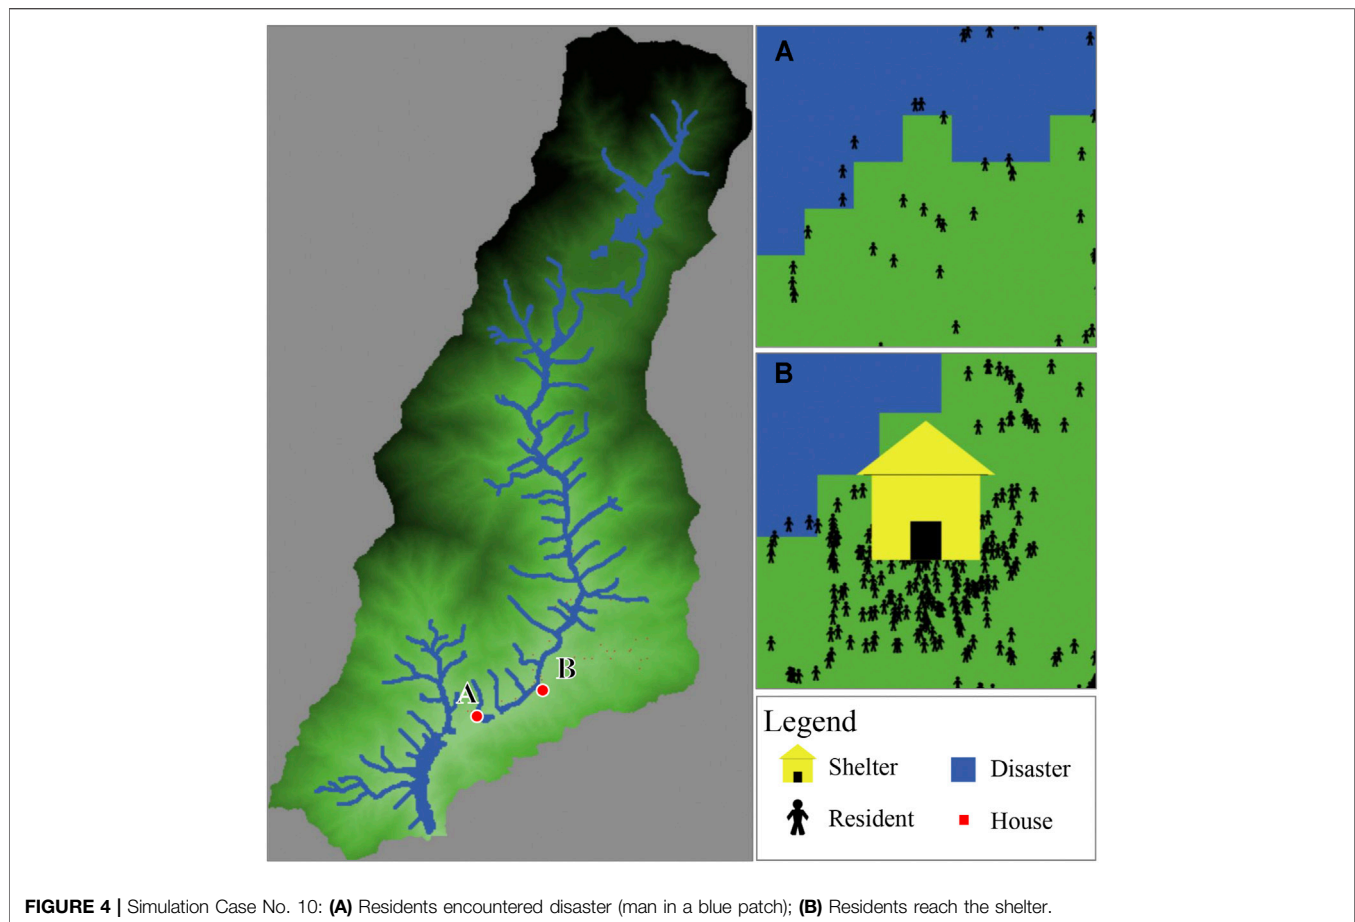 A
B
A
B
Legend
Shelter
Disaster
Resident
House
FIGURE 4 | Simulation Case No. 10: (A) Residents encountered disaster (man in a blue patch); (B) Residents reach the shelter.